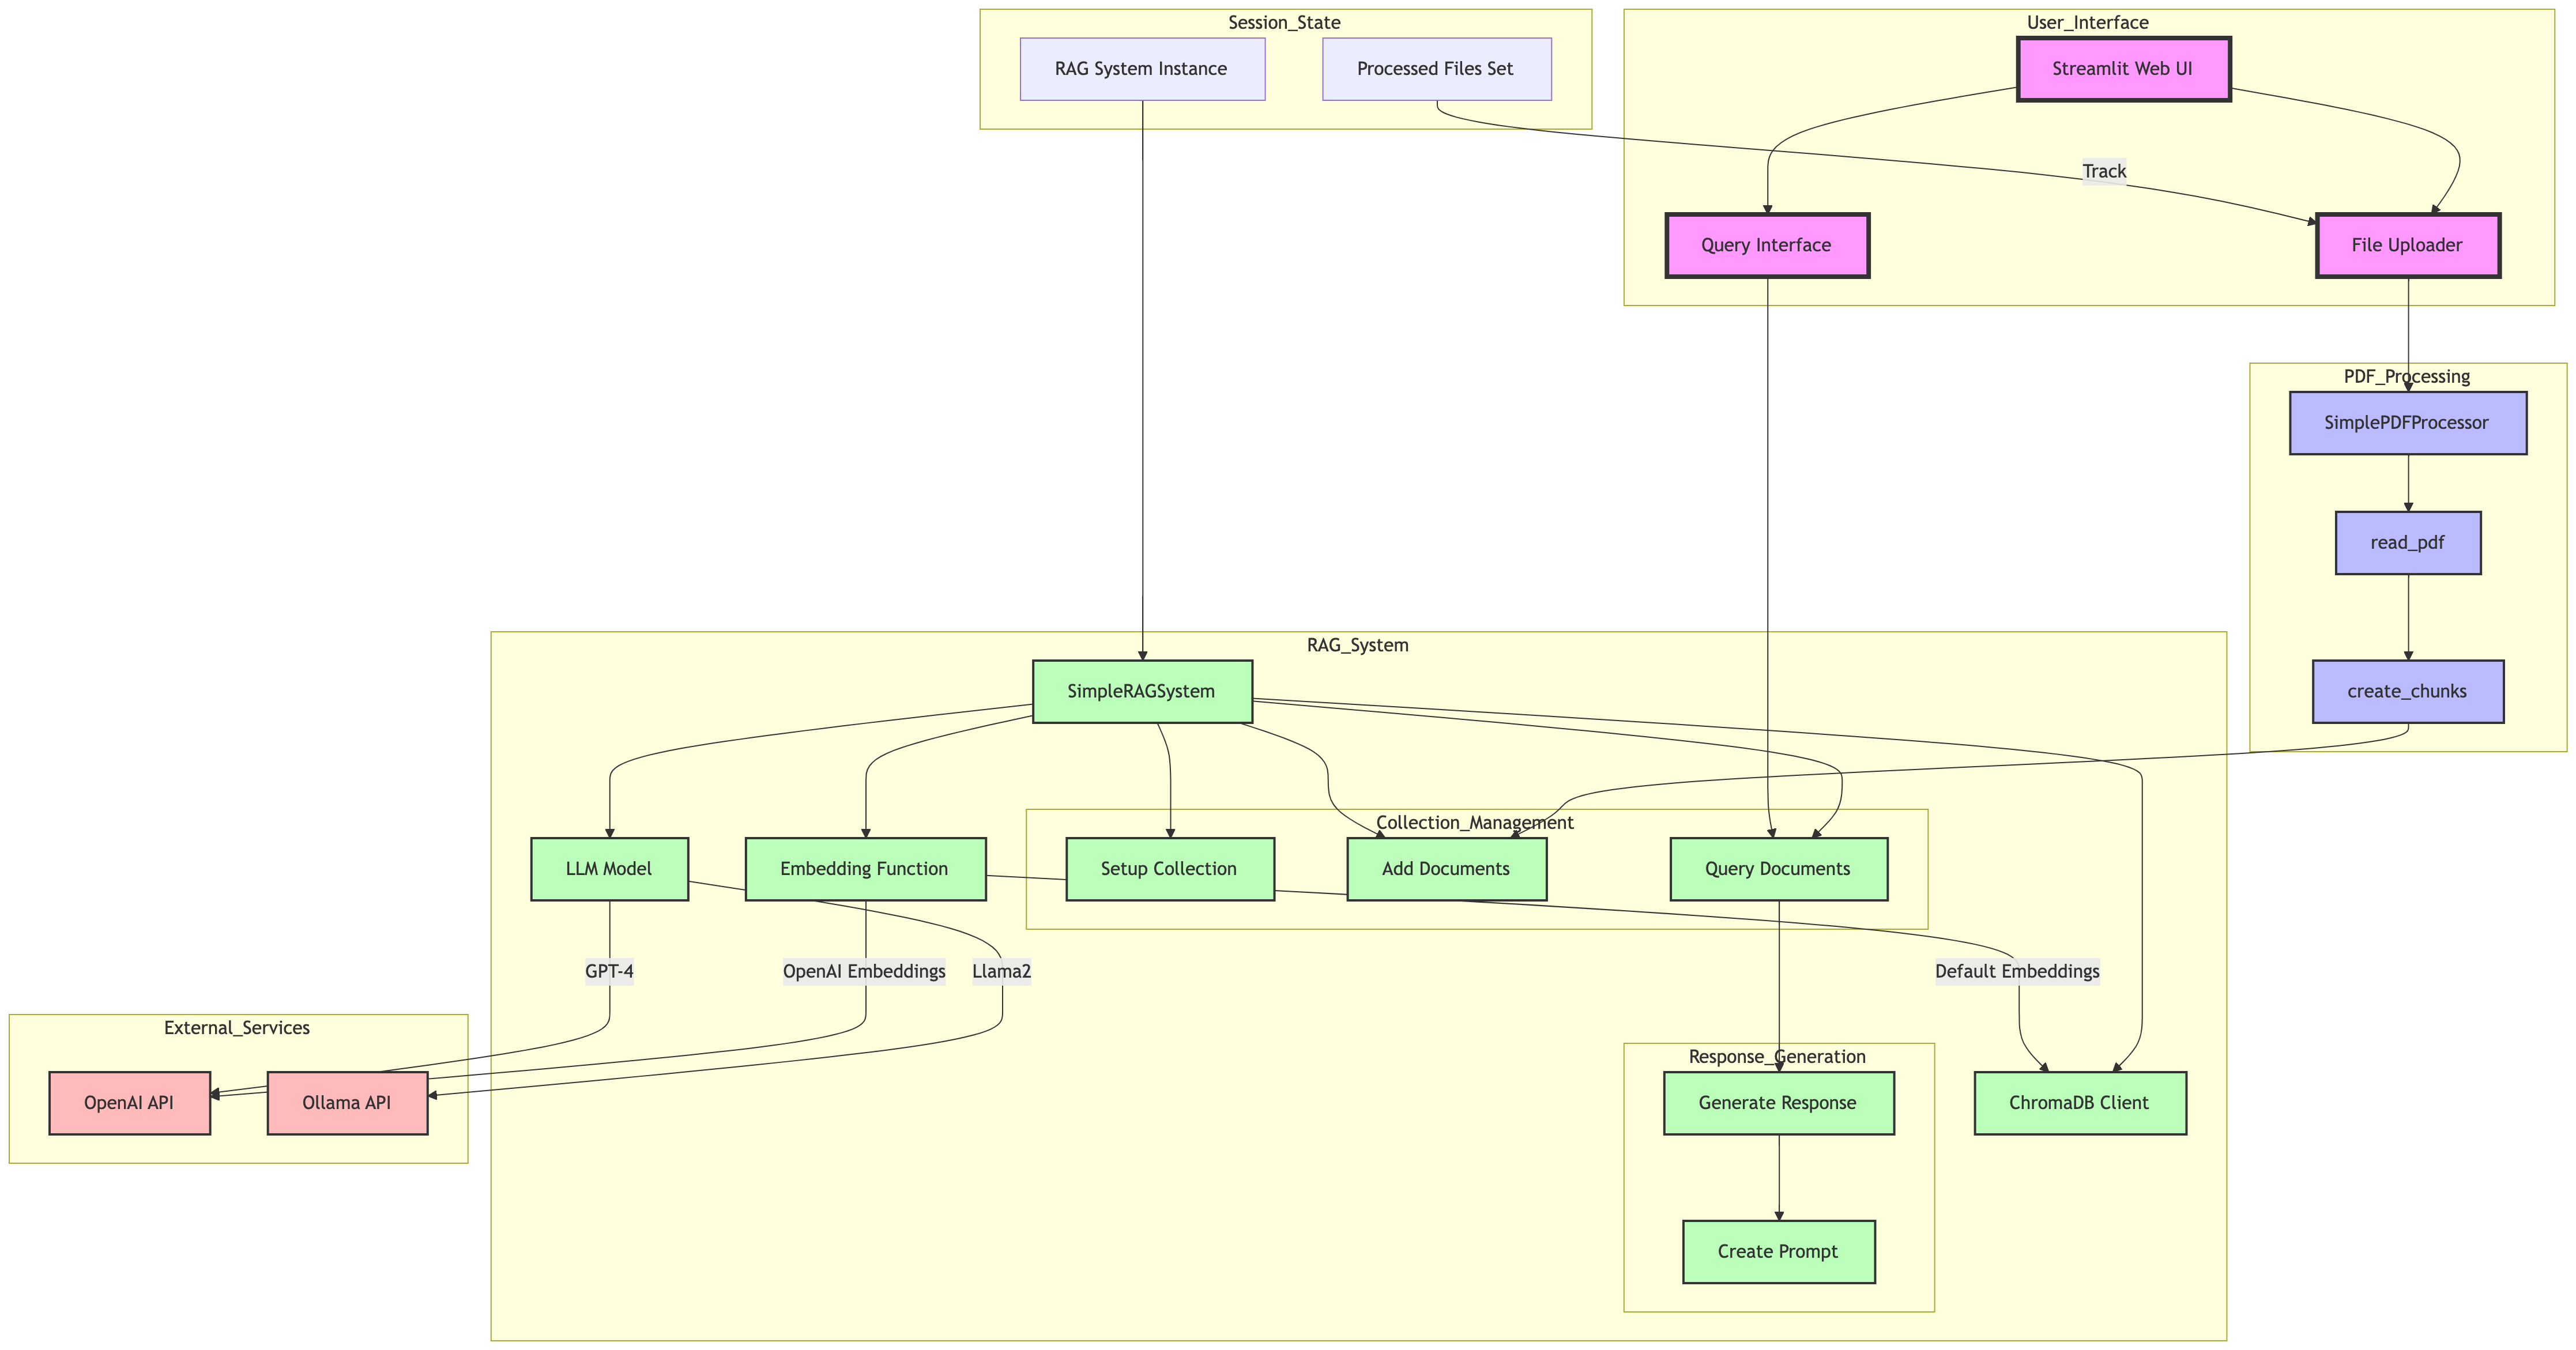 Session_State
RAG System Instance
Processed Files Set
User_Interface
Streamlit Web UI
Track
Query Interface
File Uploader
PDF_Processing
SimplePDFProcessor
read_pdf
create_chunks
RAG_System
SimpleRAGSystem
Collection_Management
LLM Model
Embedding Function
Setup Collection
Add Documents
Query Documents
GPT-4
OpenAI Embeddings
Llama2
Default Embeddings
External_Services
OpenAI API
Ollama API
Response_Generation
Generate Response
ChromaDB Client
Create Prompt